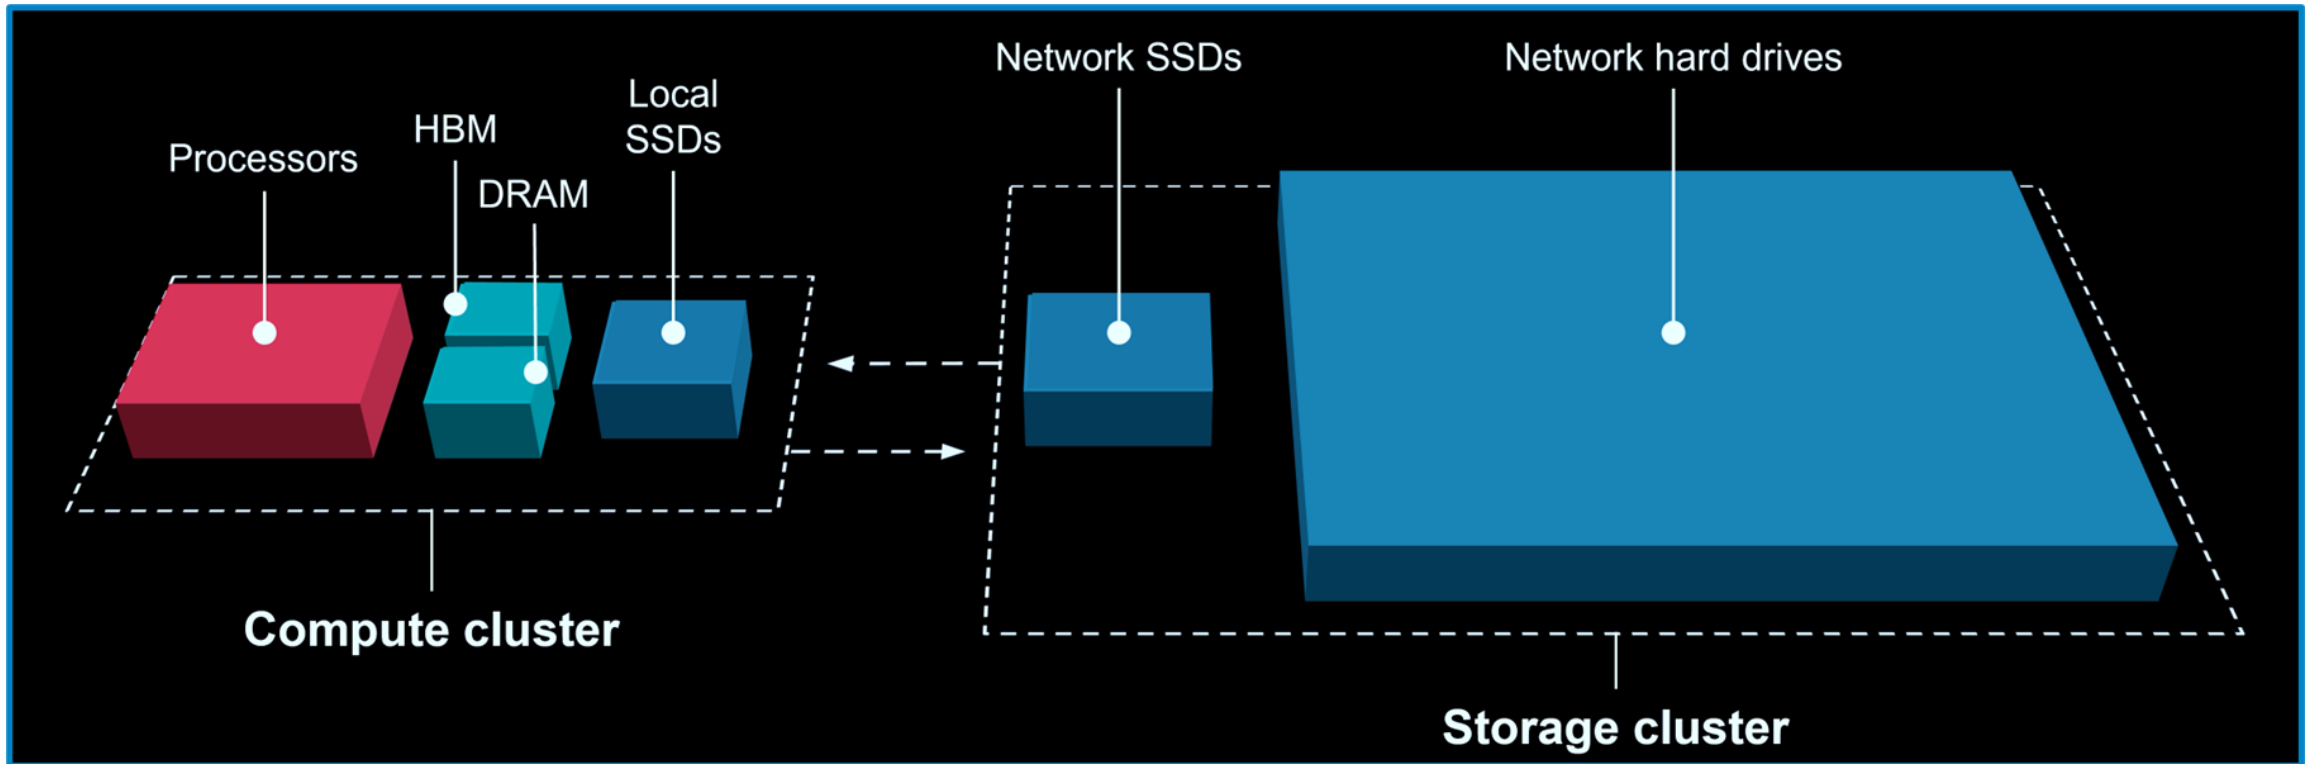 Processors
HBM
DRAM
Local
SSDs
Network SSDs
Network hard drives
Compute cluster
Storage cluster